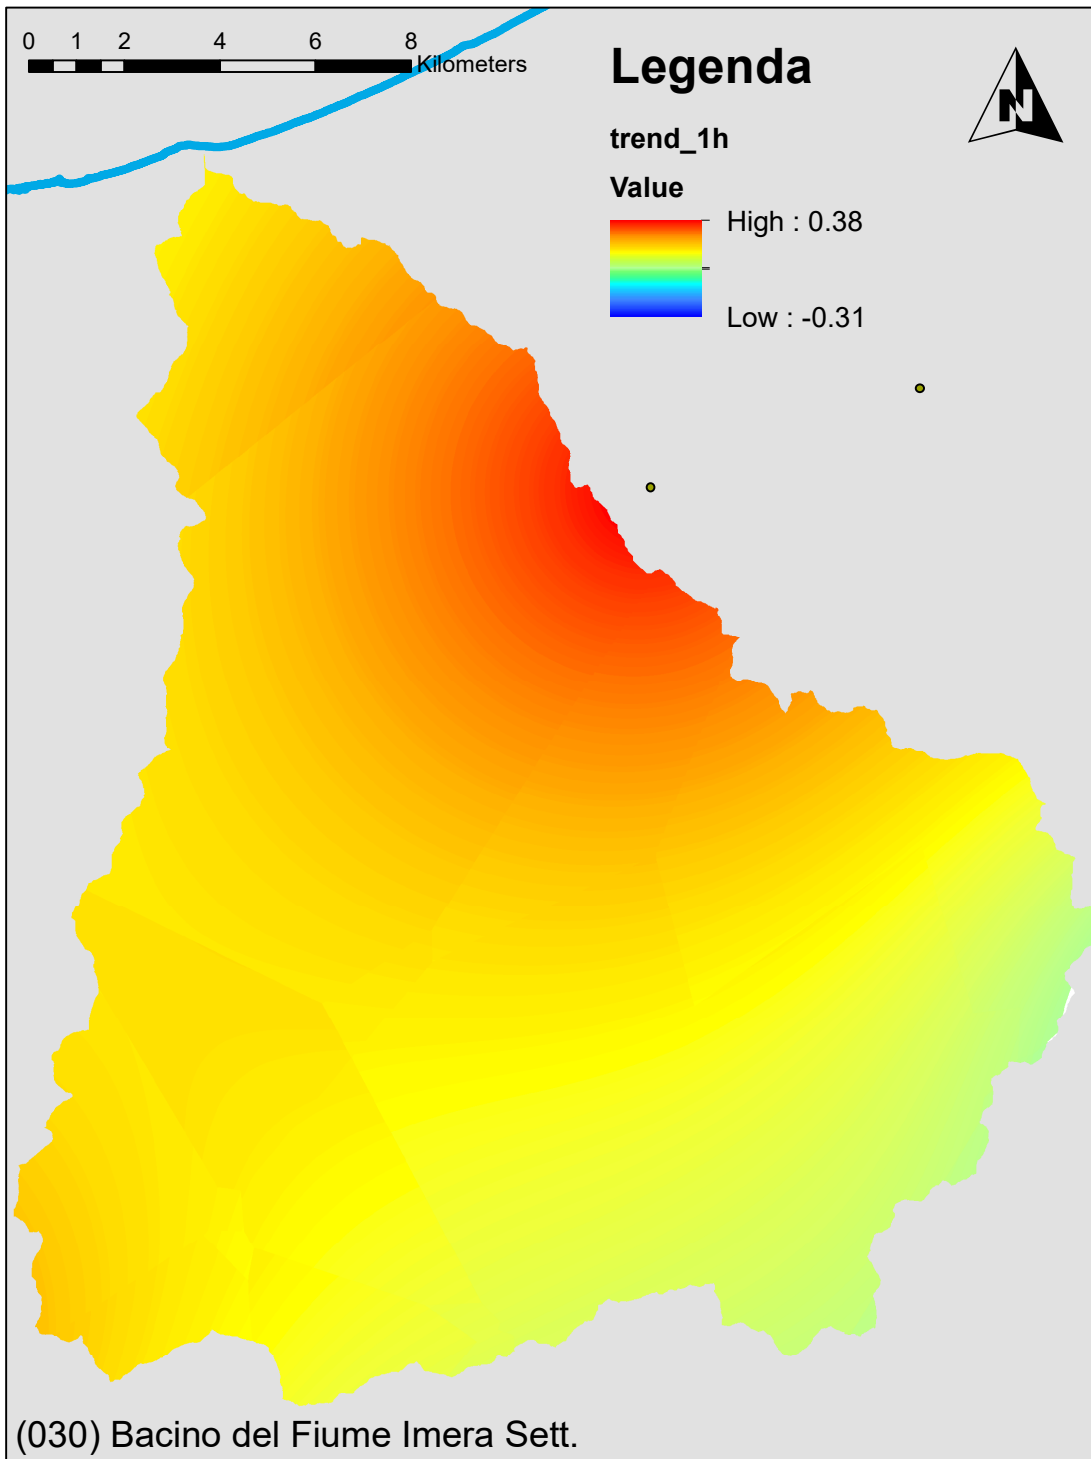 0 1 2 4 6 8
Kilometers
Legenda
N
trend_1h
Value
High : 0.38
Low : -0.31
(030) Bacino del Fiume Imera Sett.